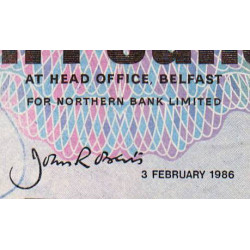 AT HEAD OFFICE, BELFAST
FOR NORTHERN BANK LIMITED
3 FEBRUARY 1986